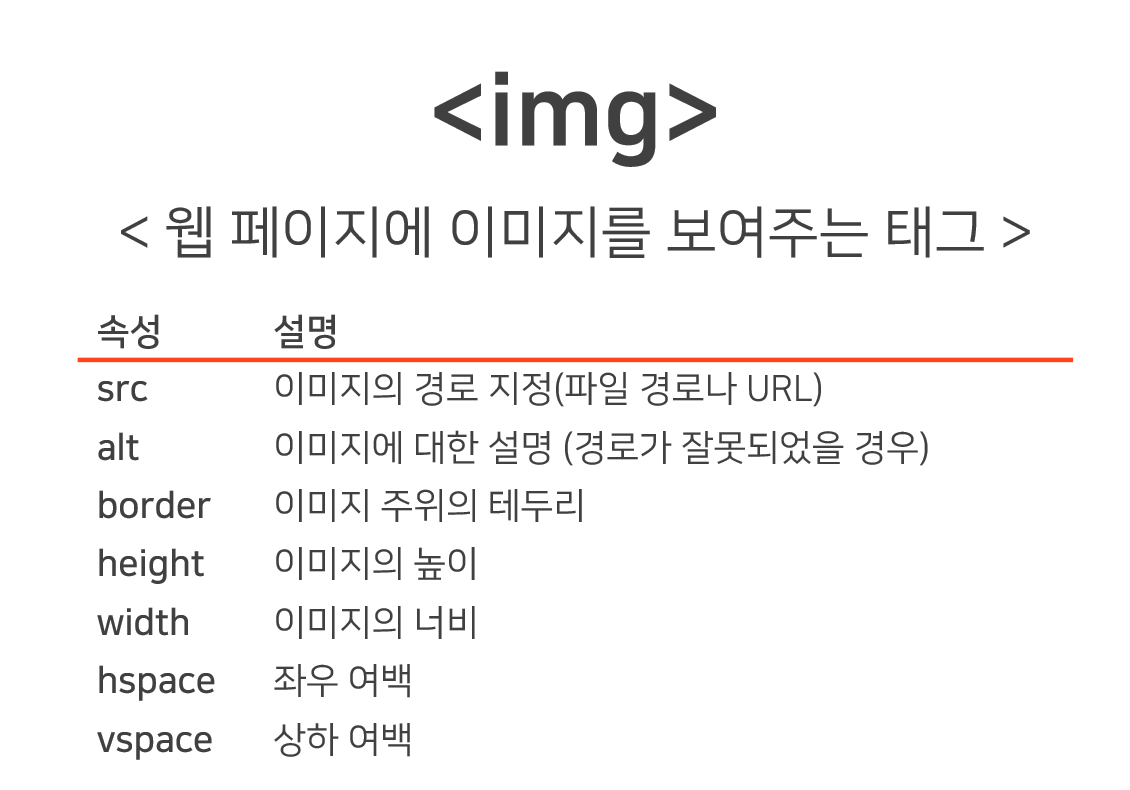 <img>
< 웹 페이지에 이미지를 보여주는 태그 >
속성 설명
src 이미지의 경로 지정(파일 경로나 URL)
alt 이미지에 대한 설명 (경로가 잘못되었을 경우)
border 이미지 주위의 테두리
height 이미지의 높이
width 이미지의 너비
hspace 좌우 여백
vspace 상하 여백